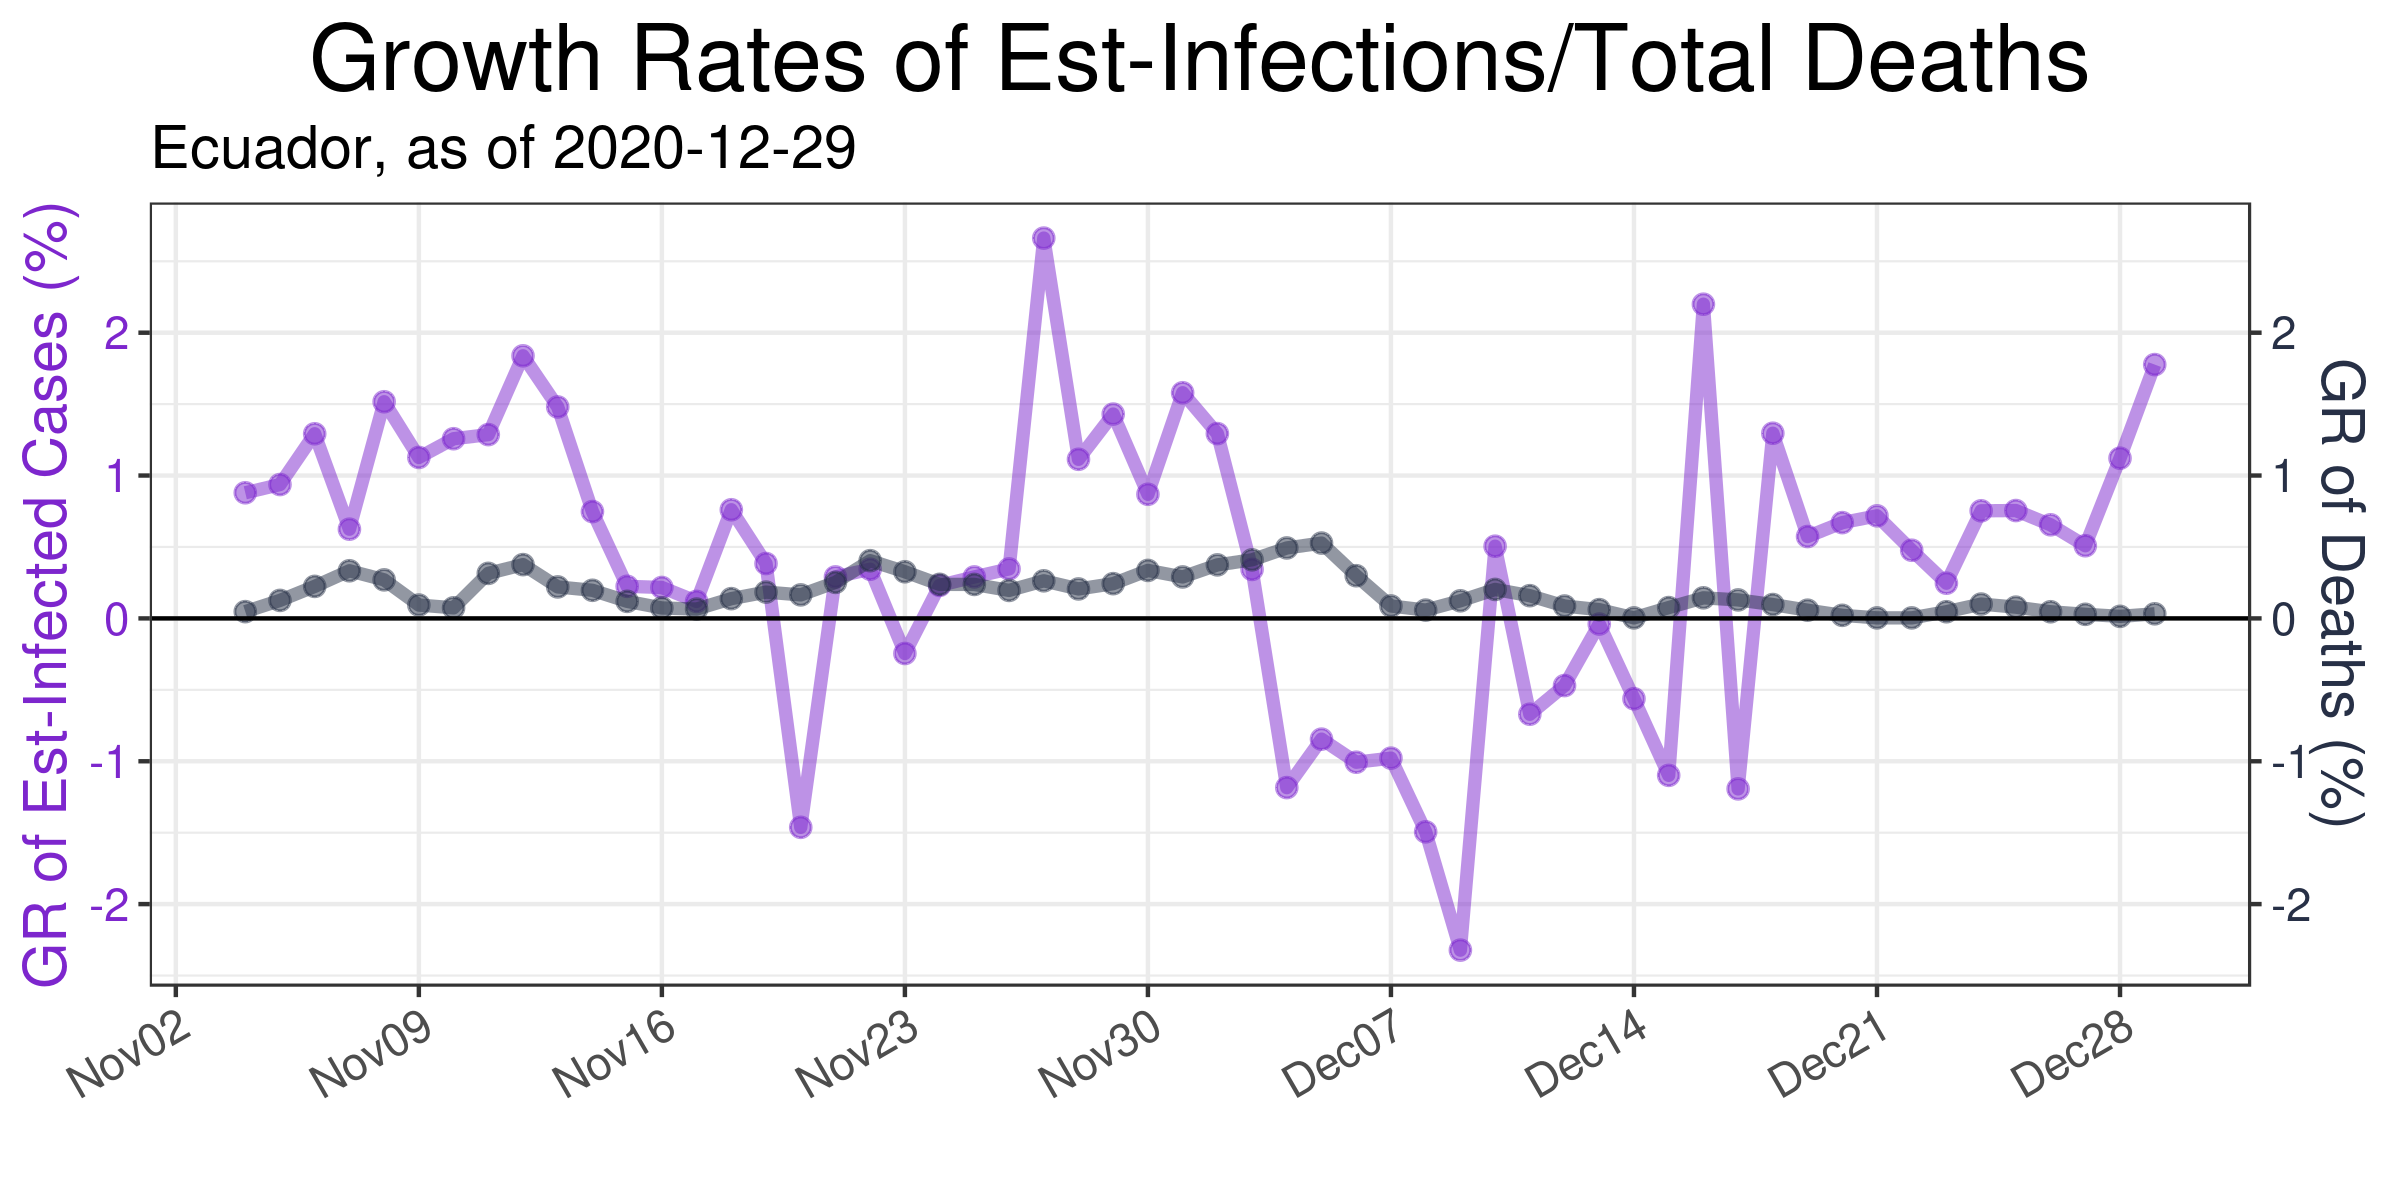 Growth Rates of Est-Infections/Total Deaths
Ecuador, as of 2020-12-29
GR of Est-Infected Cases (%)
2
1
0
-1
-2
2
1
0
-1
-2
GR of Deaths (%)
Nov02
Nov09
Nov16
Nov23
Nov30
Dec07
Dec14
Dec21
Dec28